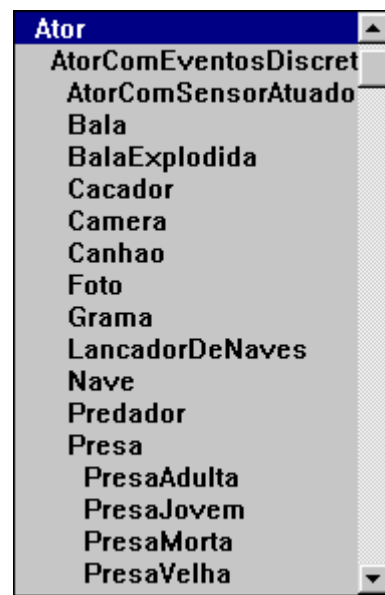 Ator
AtorComEventosDiscret
AtorComSensorAtuado
Bala
BalaExplodida
Cacador
Camera
Canhao
Foto
Grama
LancadorDeNaves
Nave
Predador
Presa
PresaAdulta
PresaJovem
PresaMorta
PresaVelha